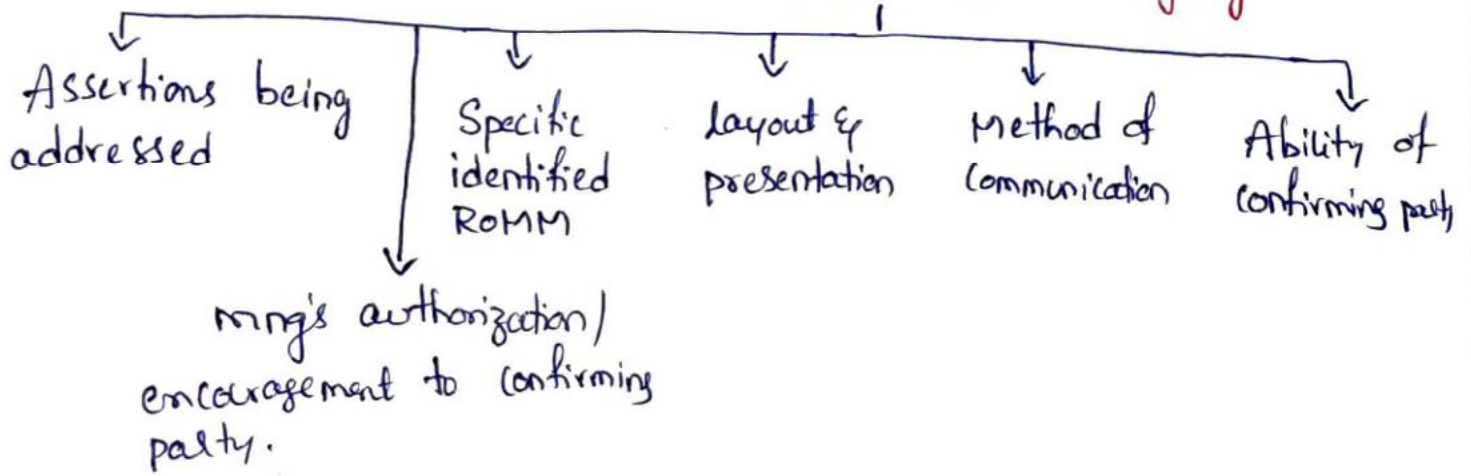 Assertions being
addressed
Specific
identified
ROMM
Layout &
presentation
Method of
Communication
Ability of
confirming party
mng's authorization/
encouragement to confirming
party.